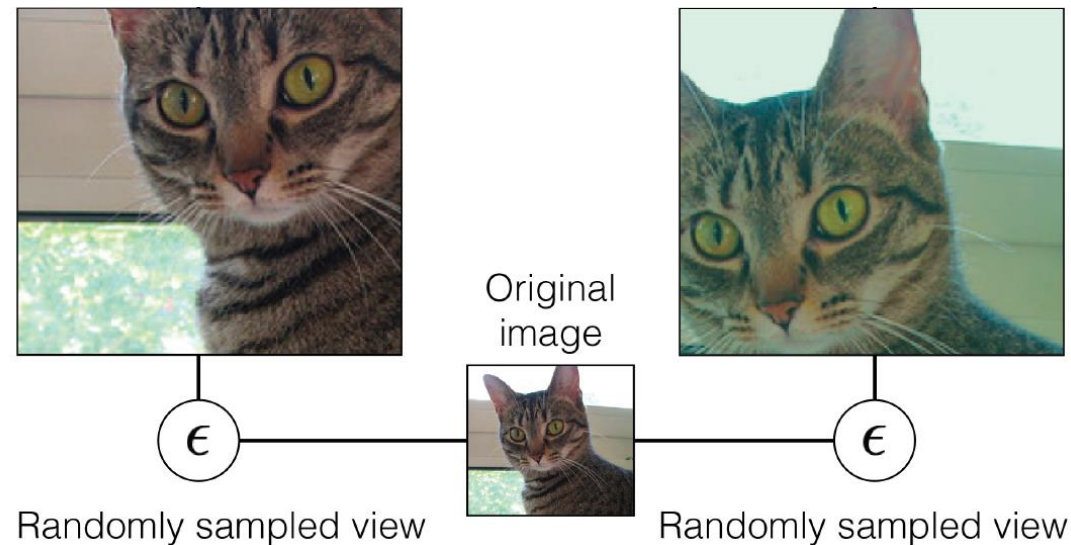 Original
image
ϵ
ϵ
Randomly sampled view
Randomly sampled view